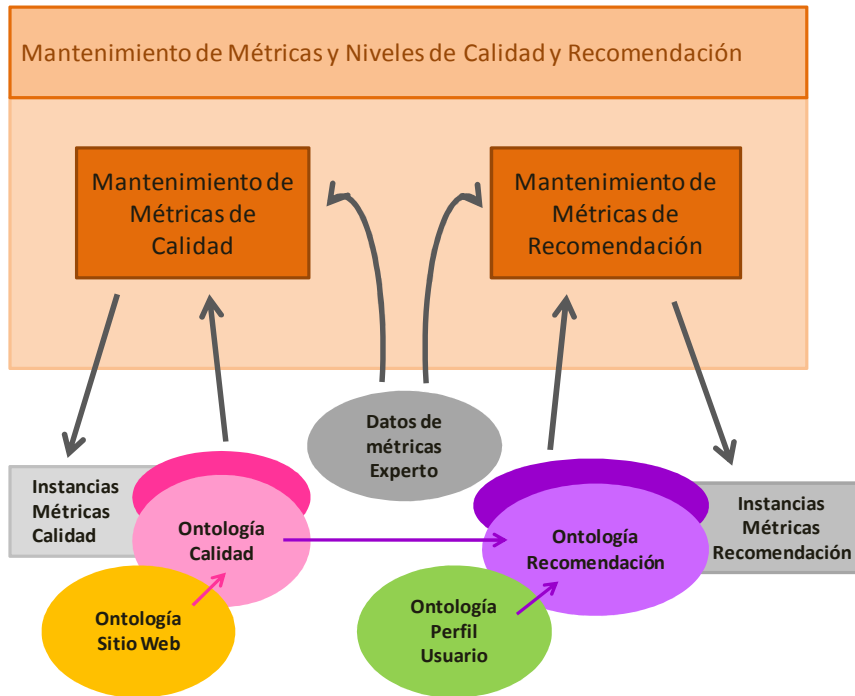 Mantenimiento de Métricas y Niveles de Calidad y Recomendación
Mantenimiento de
Métricas de
Calidad
Mantenimiento de
Métricas de
Recomendación
Datos de
métricas
Experto
Instancias
Métricas
Calidad
Ontología
Calidad
Ontología
Recomendación
Instancias
Métricas
Recomendación
Ontología
Sitio Web
Ontología
Perfil
Usuario